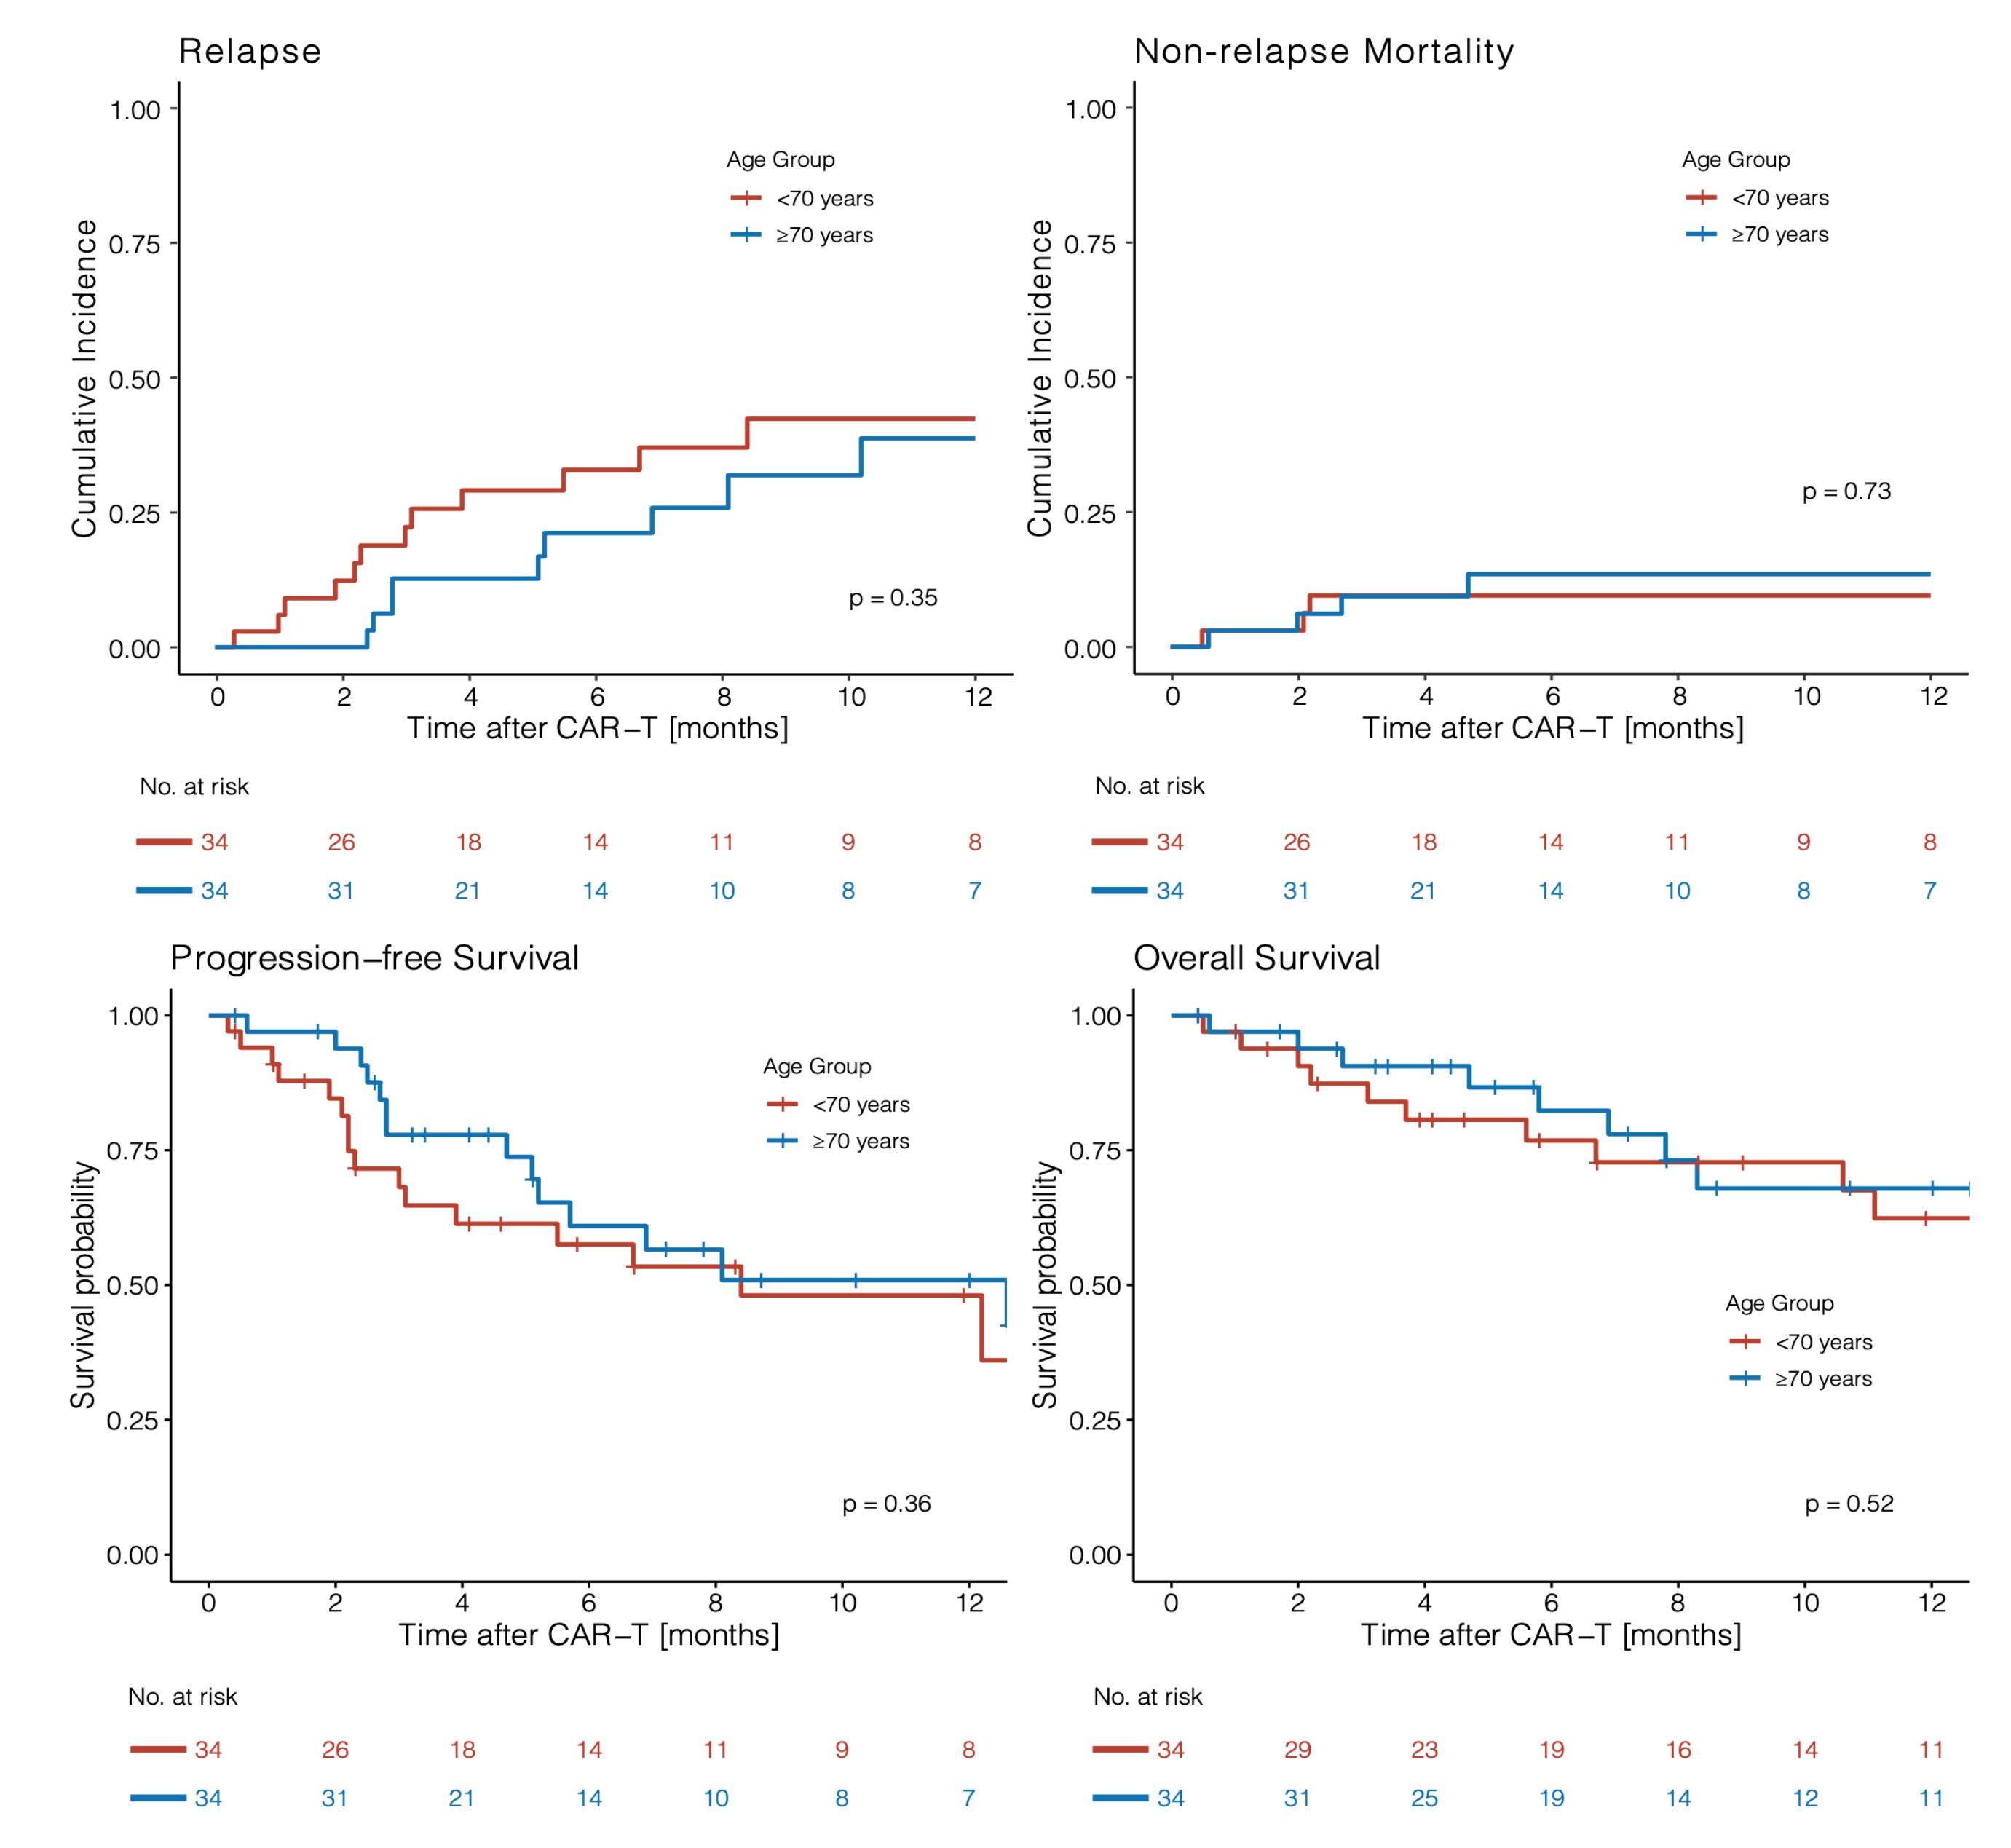 Relapse
Cumulative Incidence
1.00
0.75
0.50
0.25
0.00
Age Group
<70 years
≥70 years
p = 0.35
0 2 4 6 8 10 12
Time after CAR–T [months]
No. at risk
34 26 18 14 11 9 8
34 31 21 14 10 8 7
Non-relapse Mortality
Cumulative Incidence
1.00
0.75
0.50
0.25
0.00
Age Group
<70 years
≥70 years
p = 0.73
0 2 4 6 8 10 12
Time after CAR–T [months]
No. at risk
34 26 18 14 11 9 8
34 31 21 14 10 8 7
Progression–free Survival
Survival probability
1.00
0.75
0.50
0.25
0.00
Age Group
<70 years
≥70 years
p = 0.36
0 2 4 6 8 10 12
Time after CAR–T [months]
No. at risk
34 26 18 14 11 9 8
34 31 21 14 10 8 7
Overall Survival
Survival probability
1.00
0.75
0.50
0.25
0.00
Age Group
<70 years
≥70 years
p = 0.52
0 2 4 6 8 10 12
Time after CAR–T [months]
No. at risk
34 29 23 19 16 14 11
34 31 25 19 14 12 11